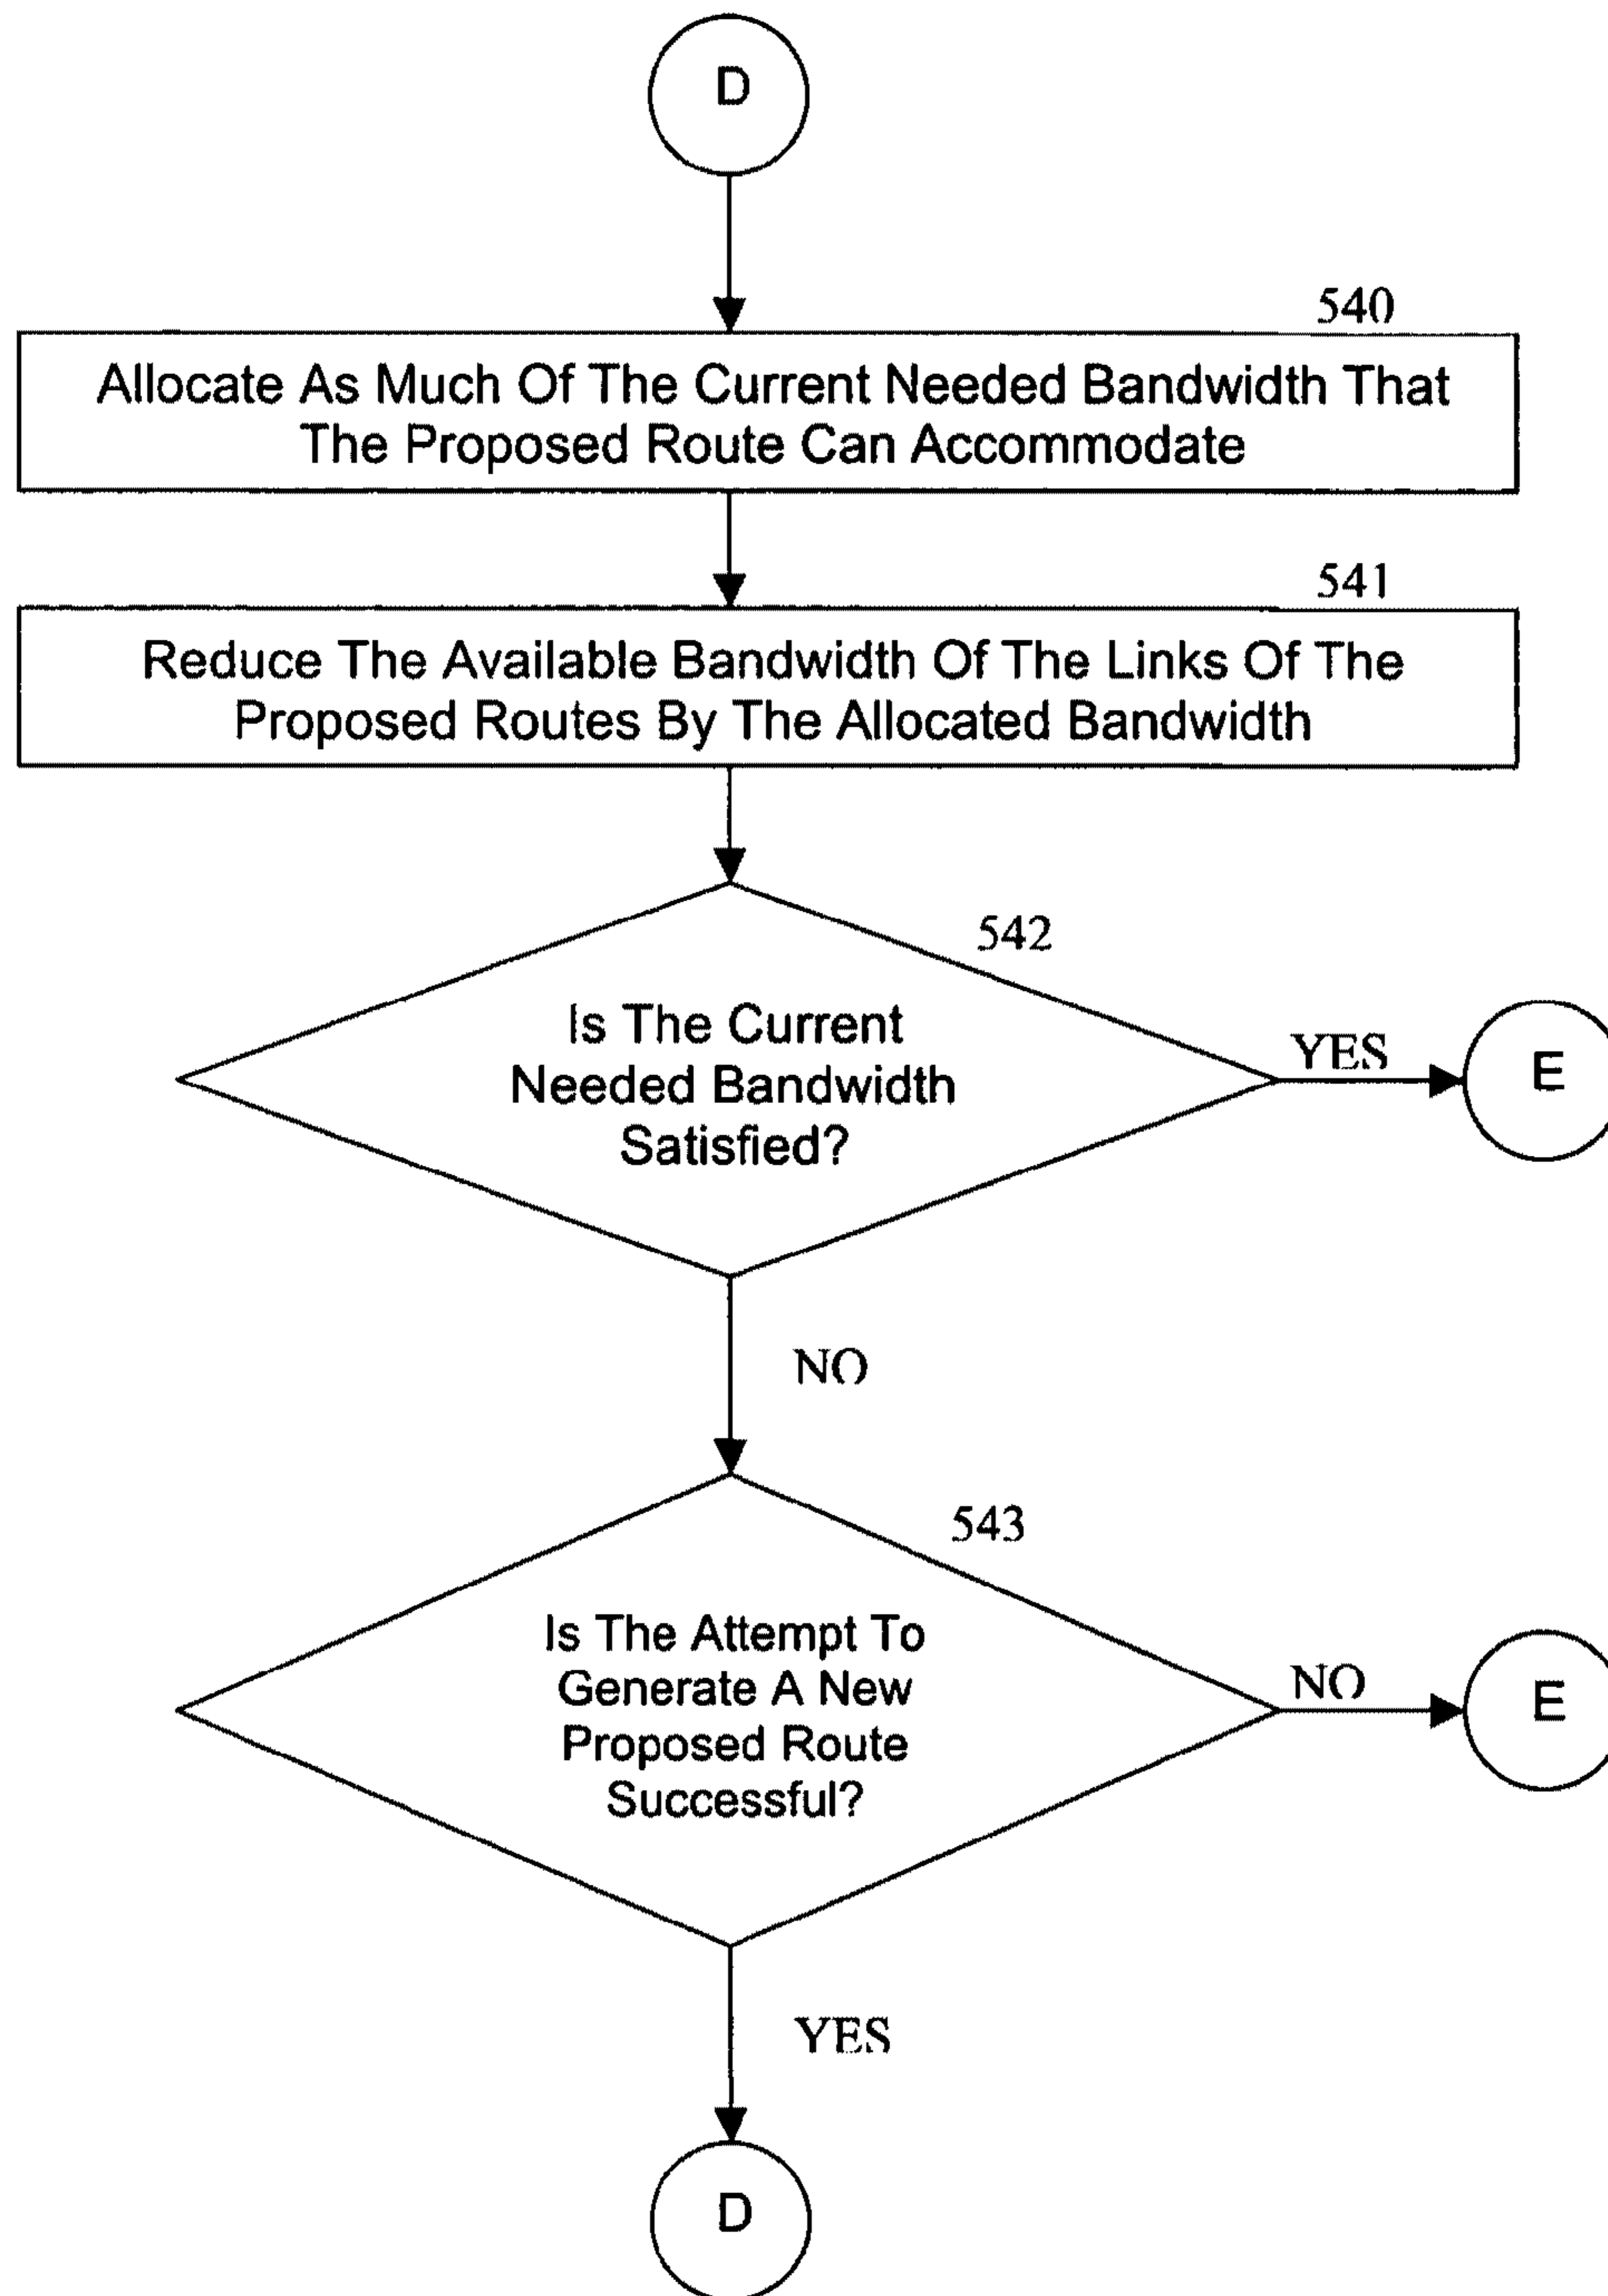 D
540
Allocate As Much Of The Current Needed Bandwidth That
The Proposed Route Can Accommodate
541
Reduce The Available Bandwidth Of The Links Of The
Proposed Routes By The Allocated Bandwidth
542
Is The Current
Needed Bandwidth
Satisfied?
YES
E
NO
543
Is The Attempt To
Generate A New
Proposed Route
Successful?
NO
E
YES
D